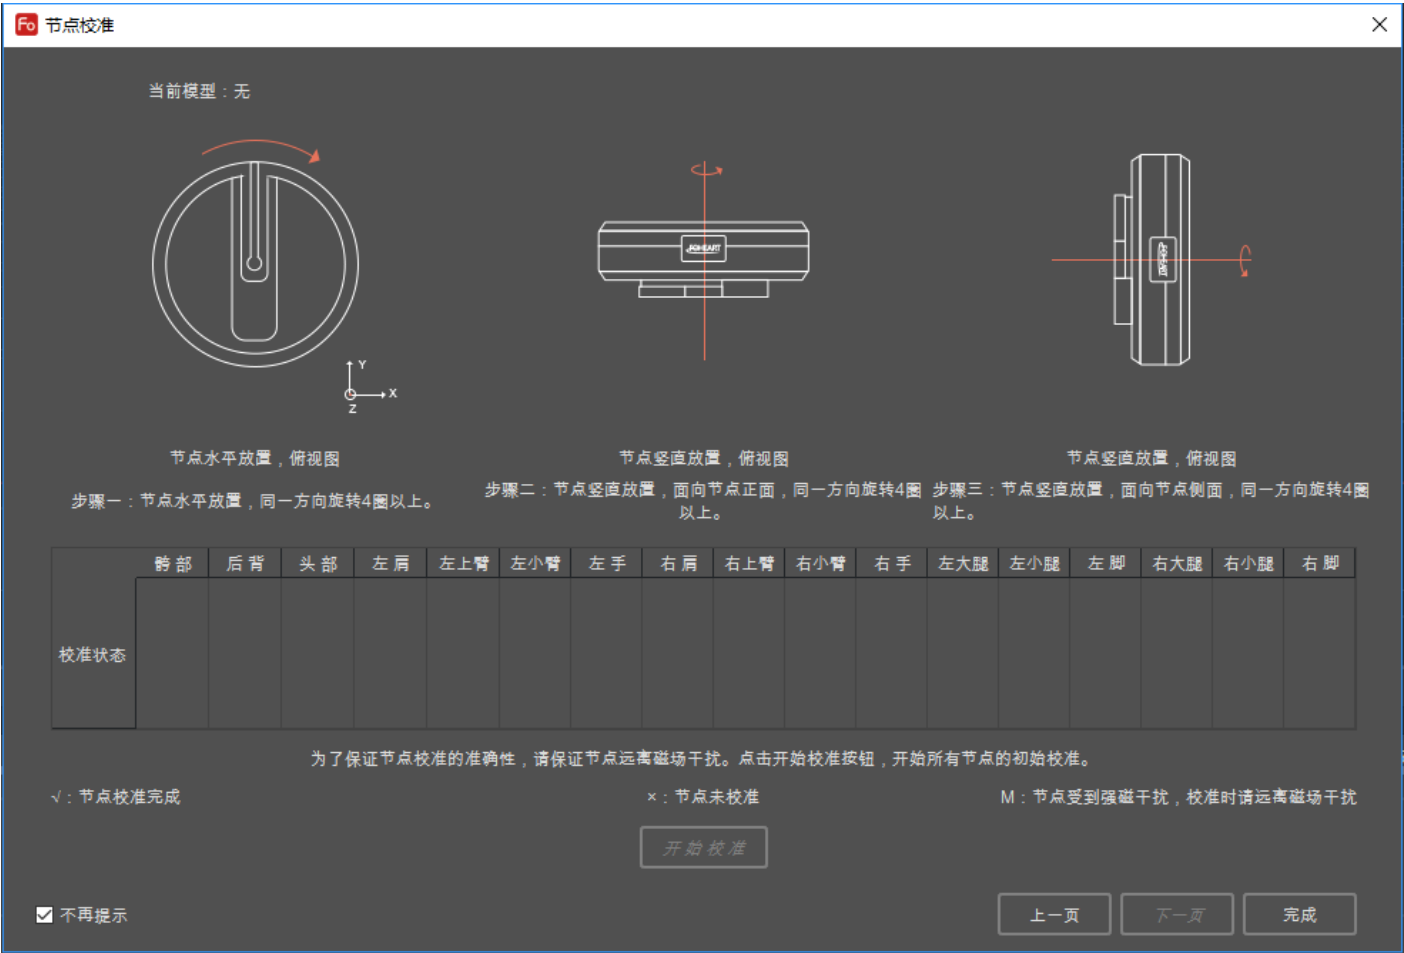 Fo 节点校准
当前模型：无
FOHEART
FOHEART
Y
X
Z
节点水平放置，俯视图
节点竖直放置，俯视图
节点竖直放置，俯视图
步骤一：节点水平放置，同一方向旋转4圈以上。
步骤二：节点竖直放置，面向节点正面，同一方向旋转4圈
以上。
步骤三：节点竖直放置，面向节点侧面，同一方向旋转4圈
以上。
髋部 后背 头部 左肩 左上臂 左小臂 左手 右肩 右上臂 右小臂 右手 左大腿 左小腿 左脚 右大腿 右小腿 右脚
校准状态
为了保证节点校准的准确性，请保证节点远离磁场干扰。点击开始校准按钮，开始所有节点的初始校准。
√：节点校准完成
×：节点未校准
M：节点受到强磁干扰，校准时请远离磁场干扰
开始校准
不再提示
上一页
下一页
完成